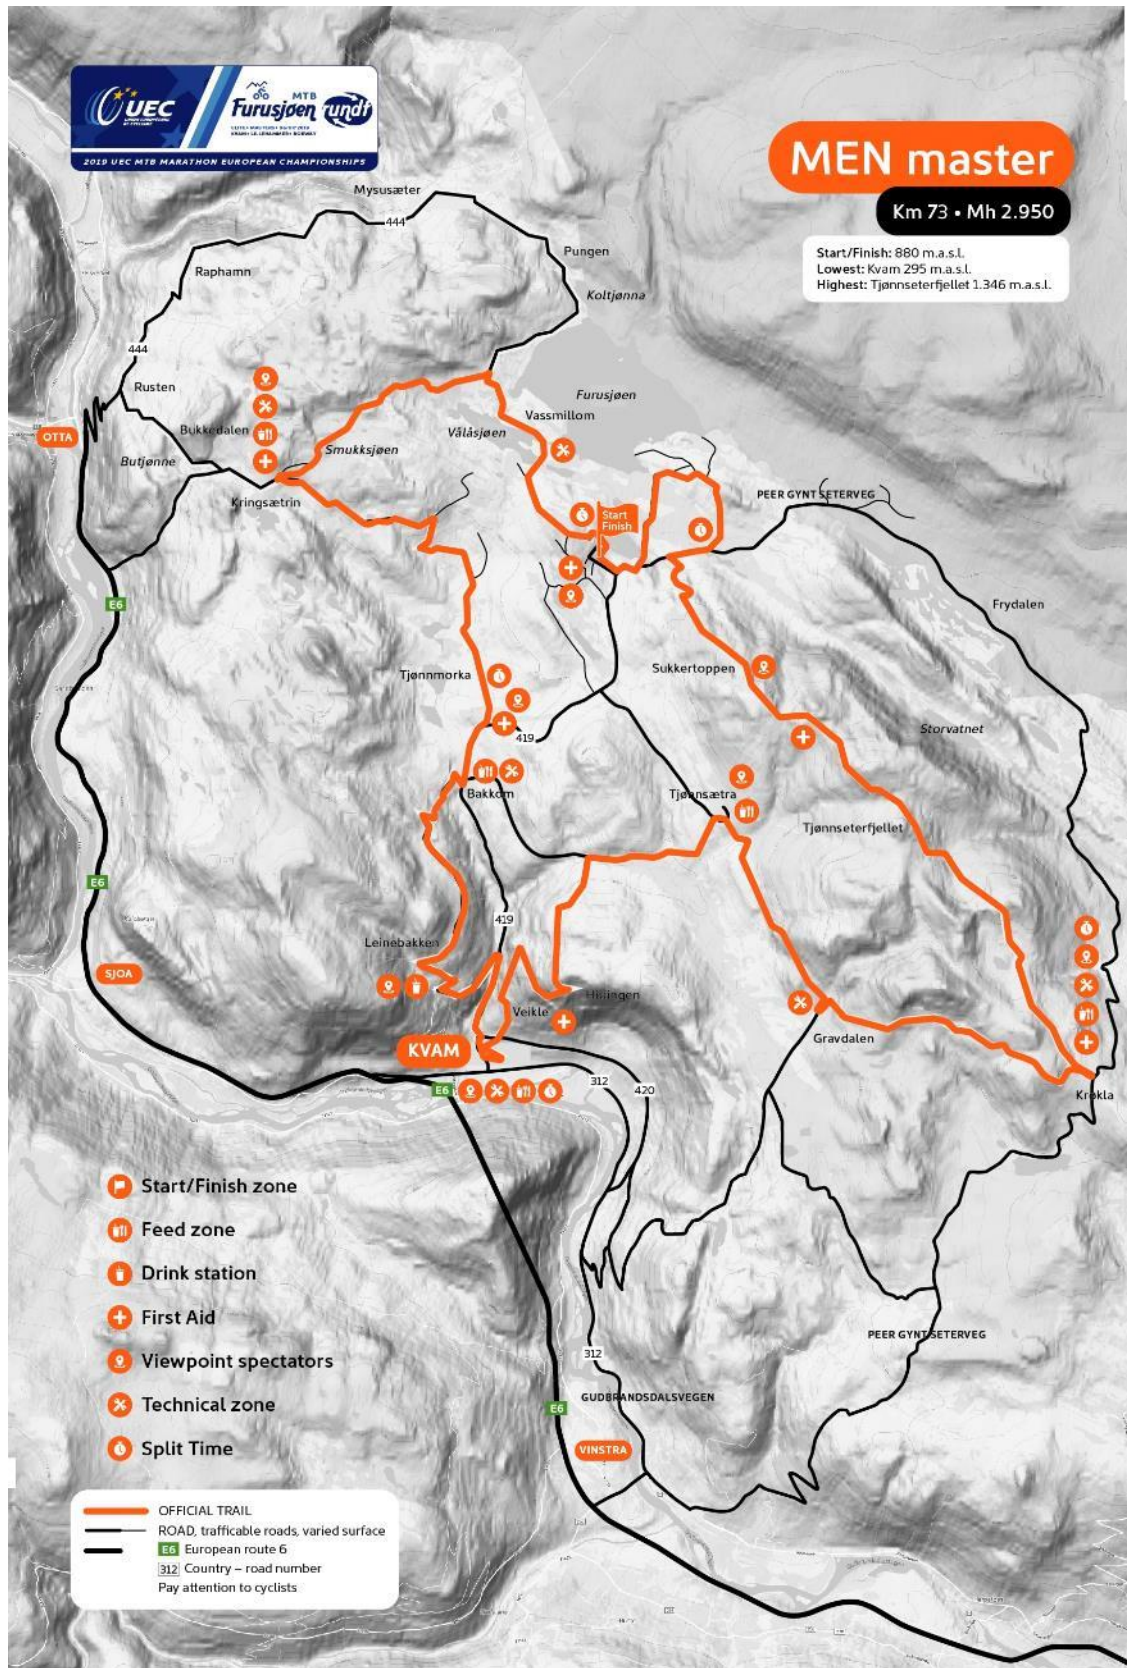 UEC
MTB
Furusjøen rundt
2019 UEC MTB MARATHON EUROPEAN CHAMPIONSHIPS
MEN master
Km 73 • Mh 2.950
Start/Finish: 880 m.a.s.l.
Lowest: Kvam 295 m.a.s.l.
Highest: Tjønnseterfjellet 1.346 m.a.s.l.
Mysusæter
444
Pungen
Raphamn
Koltjønna
444
Rusten
Furusjøen
Vassmillom
Bukkedalen
Vålåsjøen
OTTA
Smukksjøen
Butjønne
PEER GYNT SETERVEG
Kringsætrin
Start
Finish
E6
Frydalen
Sukkertoppen
Tjønnmorka
Storvatnet
419
Bakkom
Tjønnsætra
Tjønnseterfjellet
E6
419
Leinebakken
SJOA
Hillingen
Veikle
Gravdalen
KVAM
312
420
E6
Krøkla
Start/Finish zone
Feed zone
Drink station
First Aid
Viewpoint spectators
Technical zone
Split Time
PEER GYNT SETERVEG
312
GUDBRANDSDALSVEGEN
E6
VINSTRA
OFFICIAL TRAIL
ROAD, trafficable roads, varied surface
E6 European route 6
312 Country – road number
Pay attention to cyclists